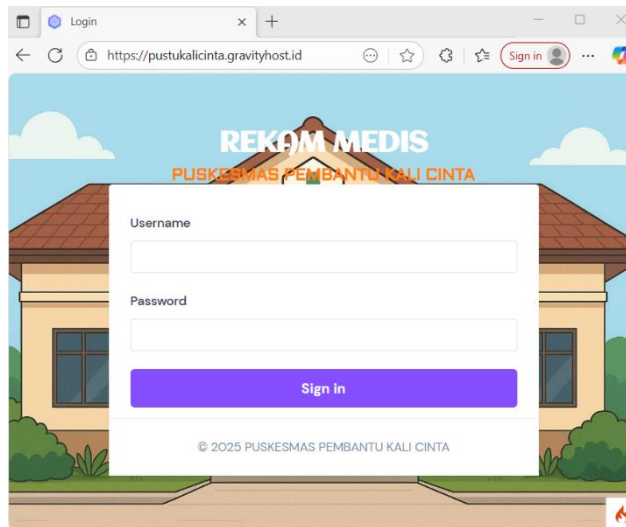 Login
https://pustukalicinta.gravityhost.id
Sign in
REKAM MEDIS
PUSKESMAS PEMBANTU KALI CINTA
Username
Password
Sign in
© 2025 PUSKESMAS PEMBANTU KALI CINTA